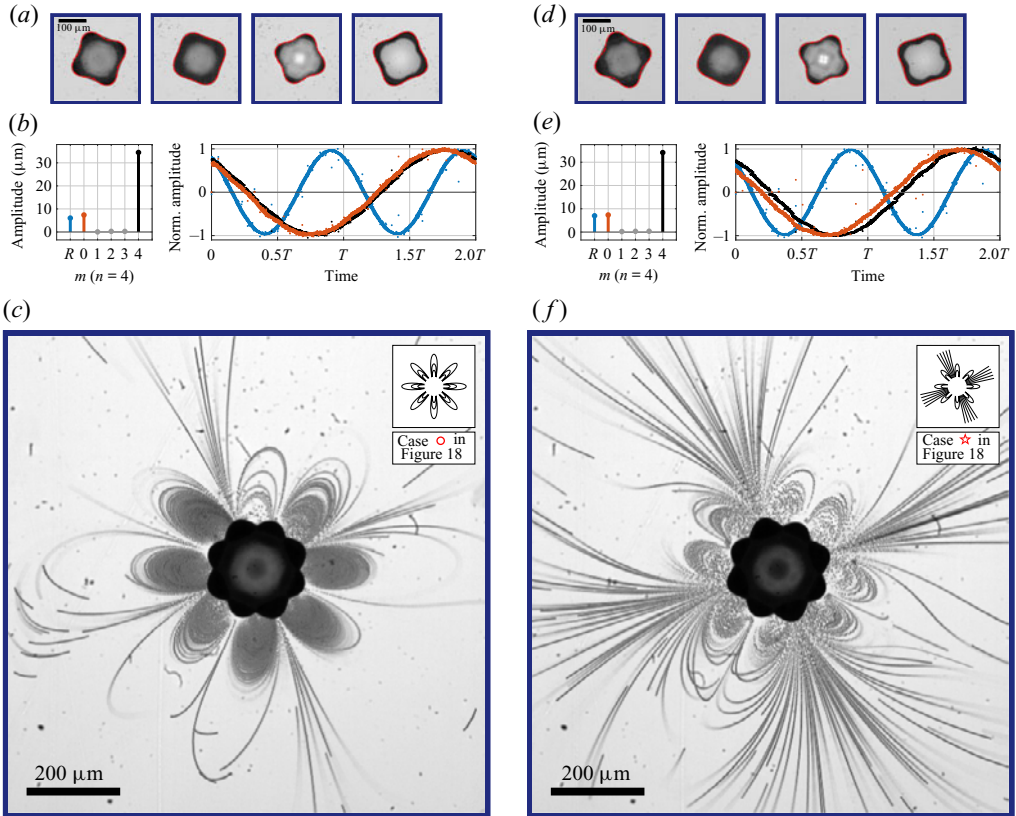 (a)
100 μm
(b)
Amplitude (μm)
30
20
10
0
R 0 1 2 3 4
m (n = 4)
Norm. amplitude
1
0
−1
0 0.5T T 1.5T 2.0T
Time
(c)
Case in
Figure 18
200 μm
(d)
100 μm
(e)
Amplitude (μm)
30
20
10
0
R 0 1 2 3 4
m (n = 4)
Norm. amplitude
1
0
−1
0 0.5T T 1.5T 2.0T
Time
(f)
Case ☆ in
Figure 18
200 μm